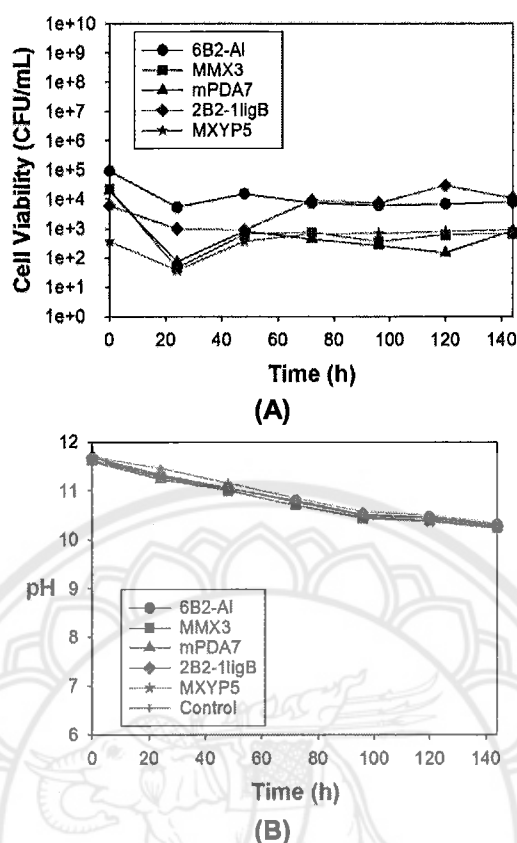 1e+10
1e+9
1e+8
1e+7
1e+6
1e+5
1e+4
1e+3
1e+2
1e+1
1e+0
Cell Viability (CFU/mL)
6B2-Al
MMX3
mPDA7
2B2-1ligB
MXYP5
0 20 40 60 80 100 120 140
Time (h)
(A)
12
11
10
9
8
7
6
pH
6B2-Al
MMX3
mPDA7
2B2-1ligB
MXYP5
Control
0 20 40 60 80 100 120 140
Time (h)
(B)